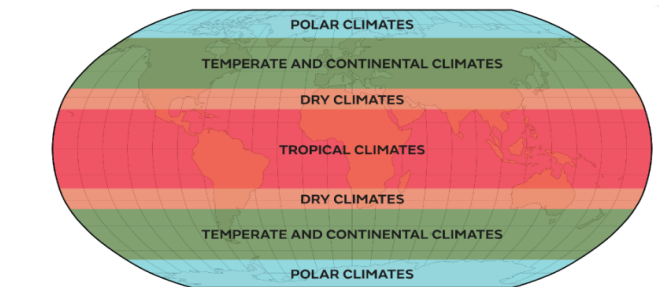 POLAR CLIMATES
TEMPERATE AND CONTINENTAL CLIMATES
DRY CLIMATES
TROPICAL CLIMATES
DRY CLIMATES
TEMPERATE AND CONTINENTAL CLIMATES
POLAR CLIMATES